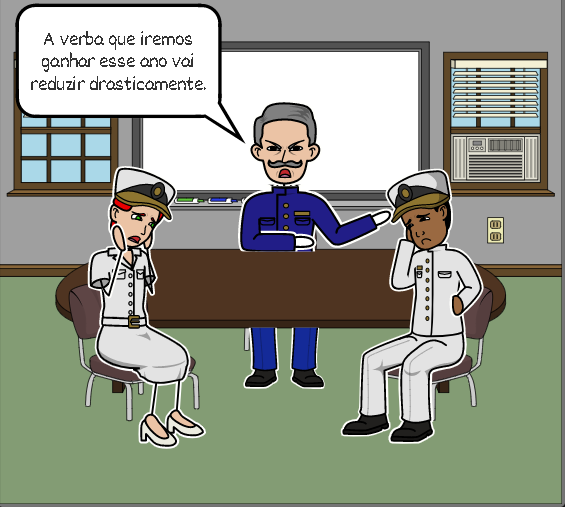 A verba que iremos
ganhar esse ano vai
reduzir drasticamente.